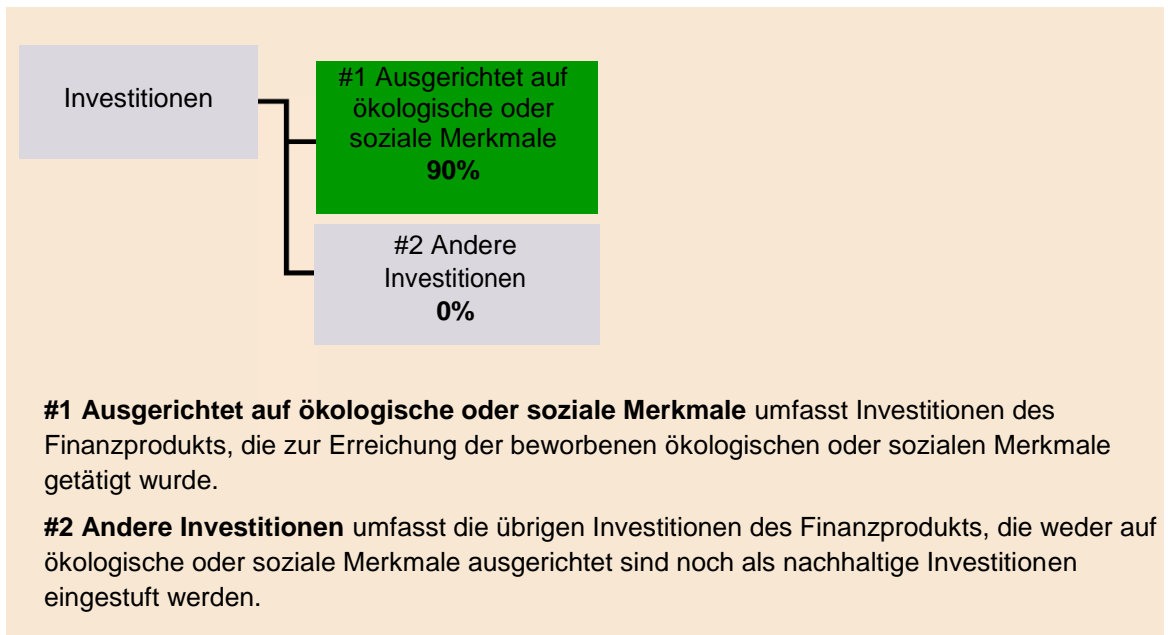 Investitionen
#1 Ausgerichtet auf
ökologische oder
soziale Merkmale
90%
#2 Andere
Investitionen
0%
#1 Ausgerichtet auf ökologische oder soziale Merkmale umfasst Investitionen des
Finanzprodukts, die zur Erreichung der beworbenen ökologischen oder sozialen Merkmale
getätigt wurde.
#2 Andere Investitionen umfasst die übrigen Investitionen des Finanzprodukts, die weder auf
ökologische oder soziale Merkmale ausgerichtet sind noch als nachhaltige Investitionen
eingestuft werden.